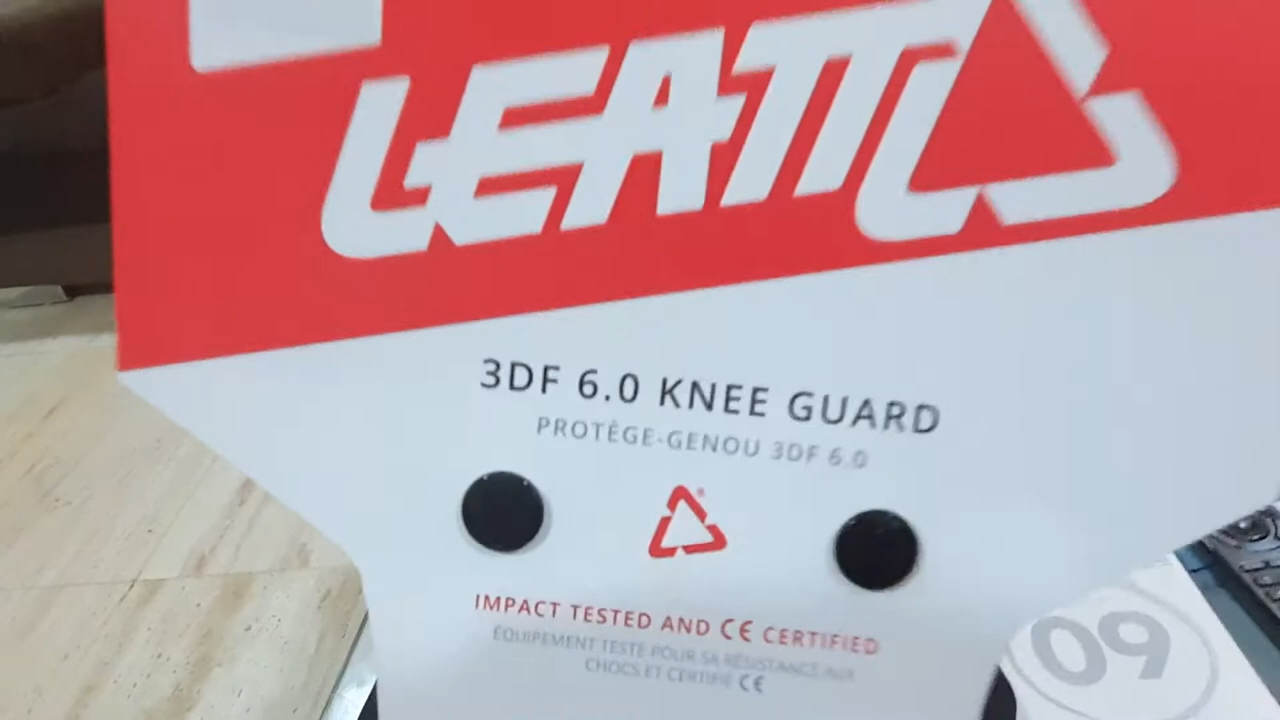 LEATT
3DF 6.0 KNEE GUARD
PROTÈGE-GENOU 3DF 6.0
IMPACT TESTED AND CE CERTIFIED
ÉQUIPEMENT TESTÉ POUR SA RÉSISTANCE AUX
CHOCS ET CERTIFIÉ CE
09